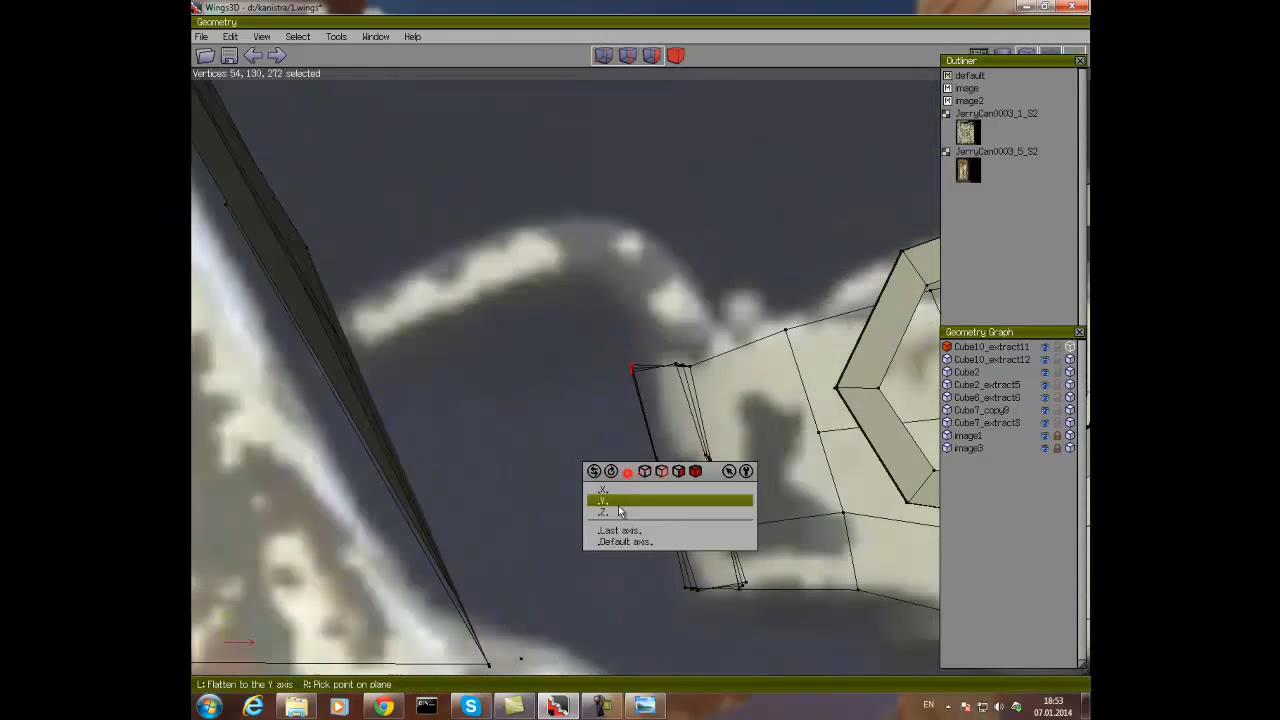 Wings3D - d:/kanistra/1.wings*
Geometry
File Edit View Select Tools Window Help
Vertices 54, 130, 272 selected
Outliner
default
image
image2
JerryCan0003_1_S2
JerryCan0003_5_S2
Geometry Graph
Cube10_extract11
Cube10_extract12
Cube2
Cube2_extract5
Cube6_extract6
Cube7_copy9
Cube7_extract8
image1
image3
.X.
.Y.
.Z.
.Last axis.
.Default axis.
L: Flatten to the Y axis R: Pick point on plane
EN 18:53
07.01.2014